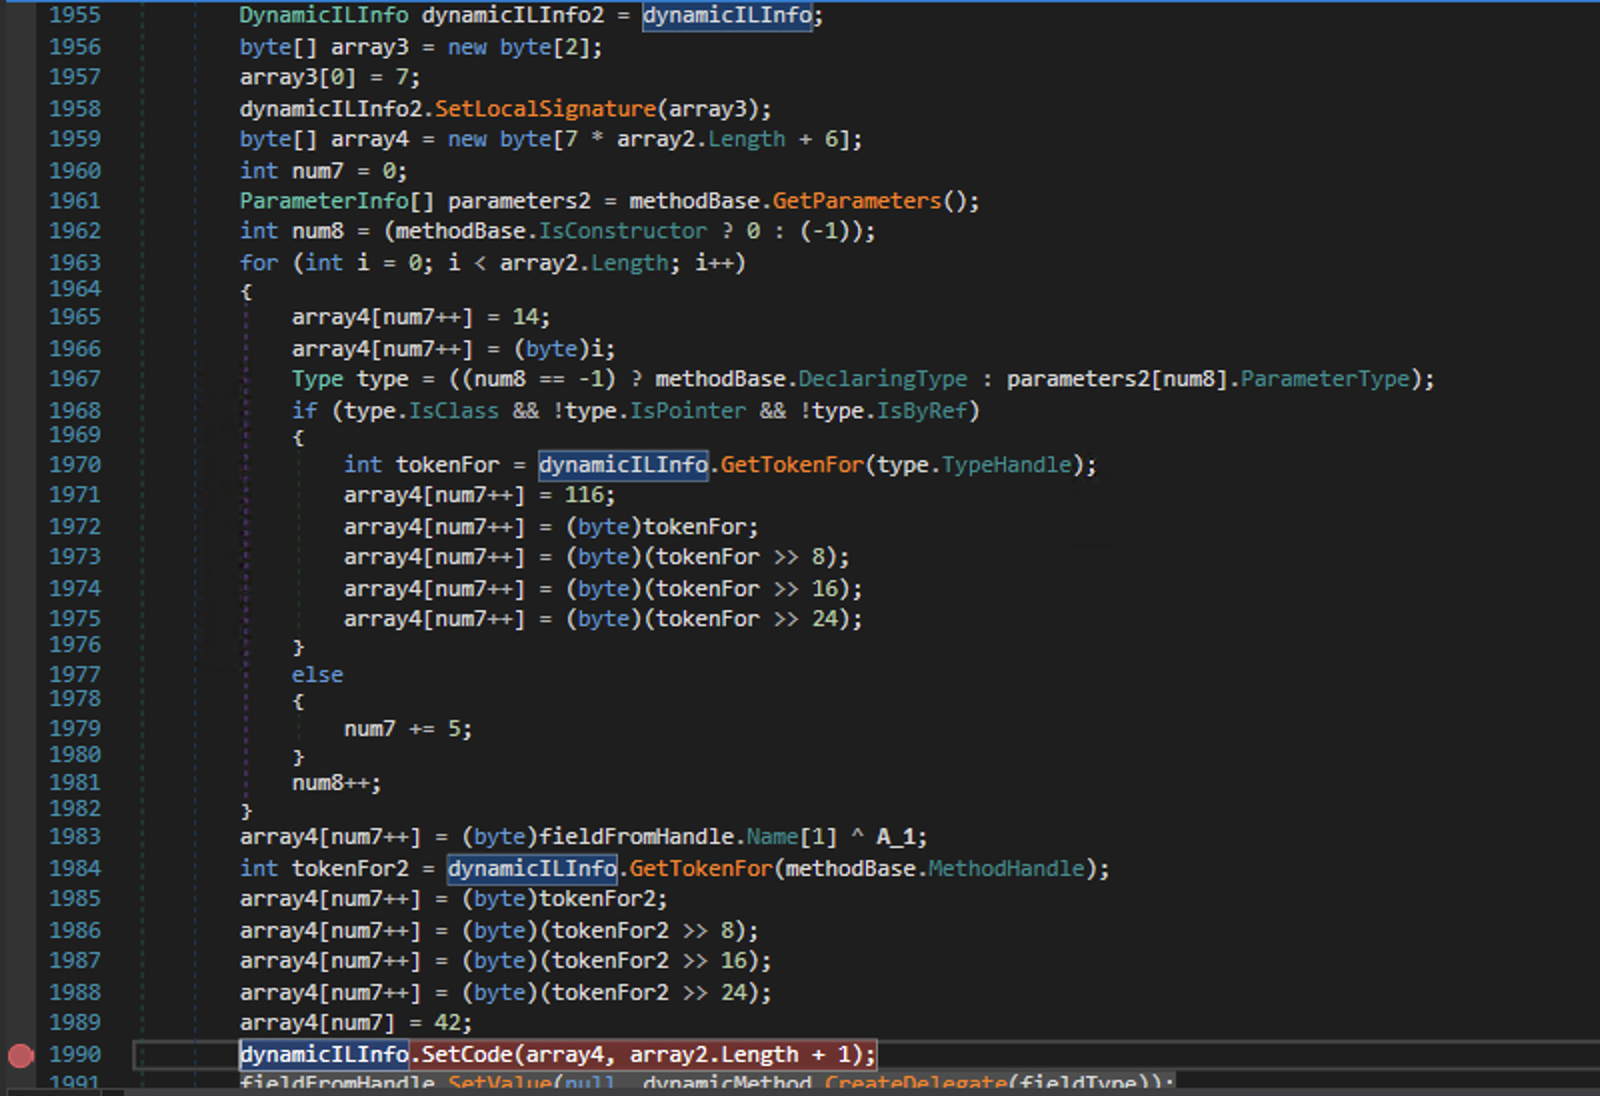 1955 DynamicILInfo dynamicILInfo2 = dynamicILInfo;
1956 byte[] array3 = new byte[2];
1957 array3[0] = 7;
1958 dynamicILInfo2.SetLocalSignature(array3);
1959 byte[] array4 = new byte[7 * array2.Length + 6];
1960 int num7 = 0;
1961 ParameterInfo[] parameters2 = methodBase.GetParameters();
1962 int num8 = (methodBase.IsConstructor ? 0 : (-1));
1963 for (int i = 0; i < array2.Length; i++)
1964 {
1965 array4[num7++] = 14;
1966 array4[num7++] = (byte)i;
1967 Type type = ((num8 == -1) ? methodBase.DeclaringType : parameters2[num8].ParameterType);
1968 if (type.IsClass && !type.IsPointer && !type.IsByRef)
1969 {
1970 int tokenFor = dynamicILInfo.GetTokenFor(type.TypeHandle);
1971 array4[num7++] = 116;
1972 array4[num7++] = (byte)tokenFor;
1973 array4[num7++] = (byte)(tokenFor >> 8);
1974 array4[num7++] = (byte)(tokenFor >> 16);
1975 array4[num7++] = (byte)(tokenFor >> 24);
1976 }
1977 else
1978 {
1979 num7 += 5;
1980 }
1981 num8++;
1982 }
1983 array4[num7++] = (byte)fieldFromHandle.Name[1] ^ A_1;
1984 int tokenFor2 = dynamicILInfo.GetTokenFor(methodBase.MethodHandle);
1985 array4[num7++] = (byte)tokenFor2;
1986 array4[num7++] = (byte)(tokenFor2 >> 8);
1987 array4[num7++] = (byte)(tokenFor2 >> 16);
1988 array4[num7++] = (byte)(tokenFor2 >> 24);
1989 array4[num7] = 42;
1990 dynamicILInfo.SetCode(array4, array2.Length + 1);
1991 fieldFromHandle.SetValue(null, dynamicMethod.CreateDelegate(fieldType));